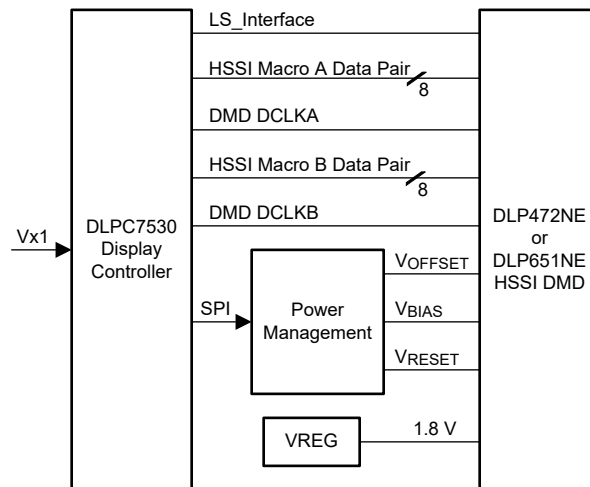 LS_Interface
HSSI Macro A Data Pair
8
DMD DCLKA
HSSI Macro B Data Pair
8
DMD DCLKB
Vx1
DLPC7530
Display
Controller
SPI
Power
Management
VOFFSET
VBIAS
VRESET
VREG
1.8 V
DLP472NE
or
DLP651NE
HSSI DMD